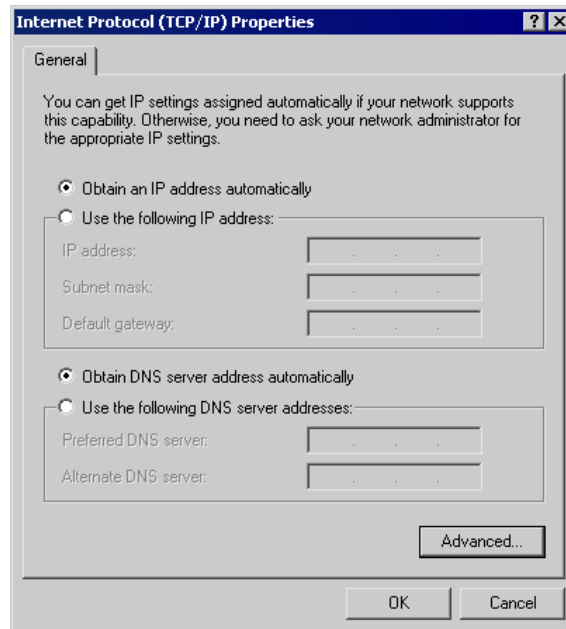 Internet Protocol (TCP/IP) Properties
General
You can get IP settings assigned automatically if your network supports
this capability. Otherwise, you need to ask your network administrator for
the appropriate IP settings.
Obtain an IP address automatically
Use the following IP address:
IP address:
Subnet mask:
Default gateway:
Obtain DNS server address automatically
Use the following DNS server addresses:
Preferred DNS server:
Alternate DNS server:
Advanced...
OK
Cancel